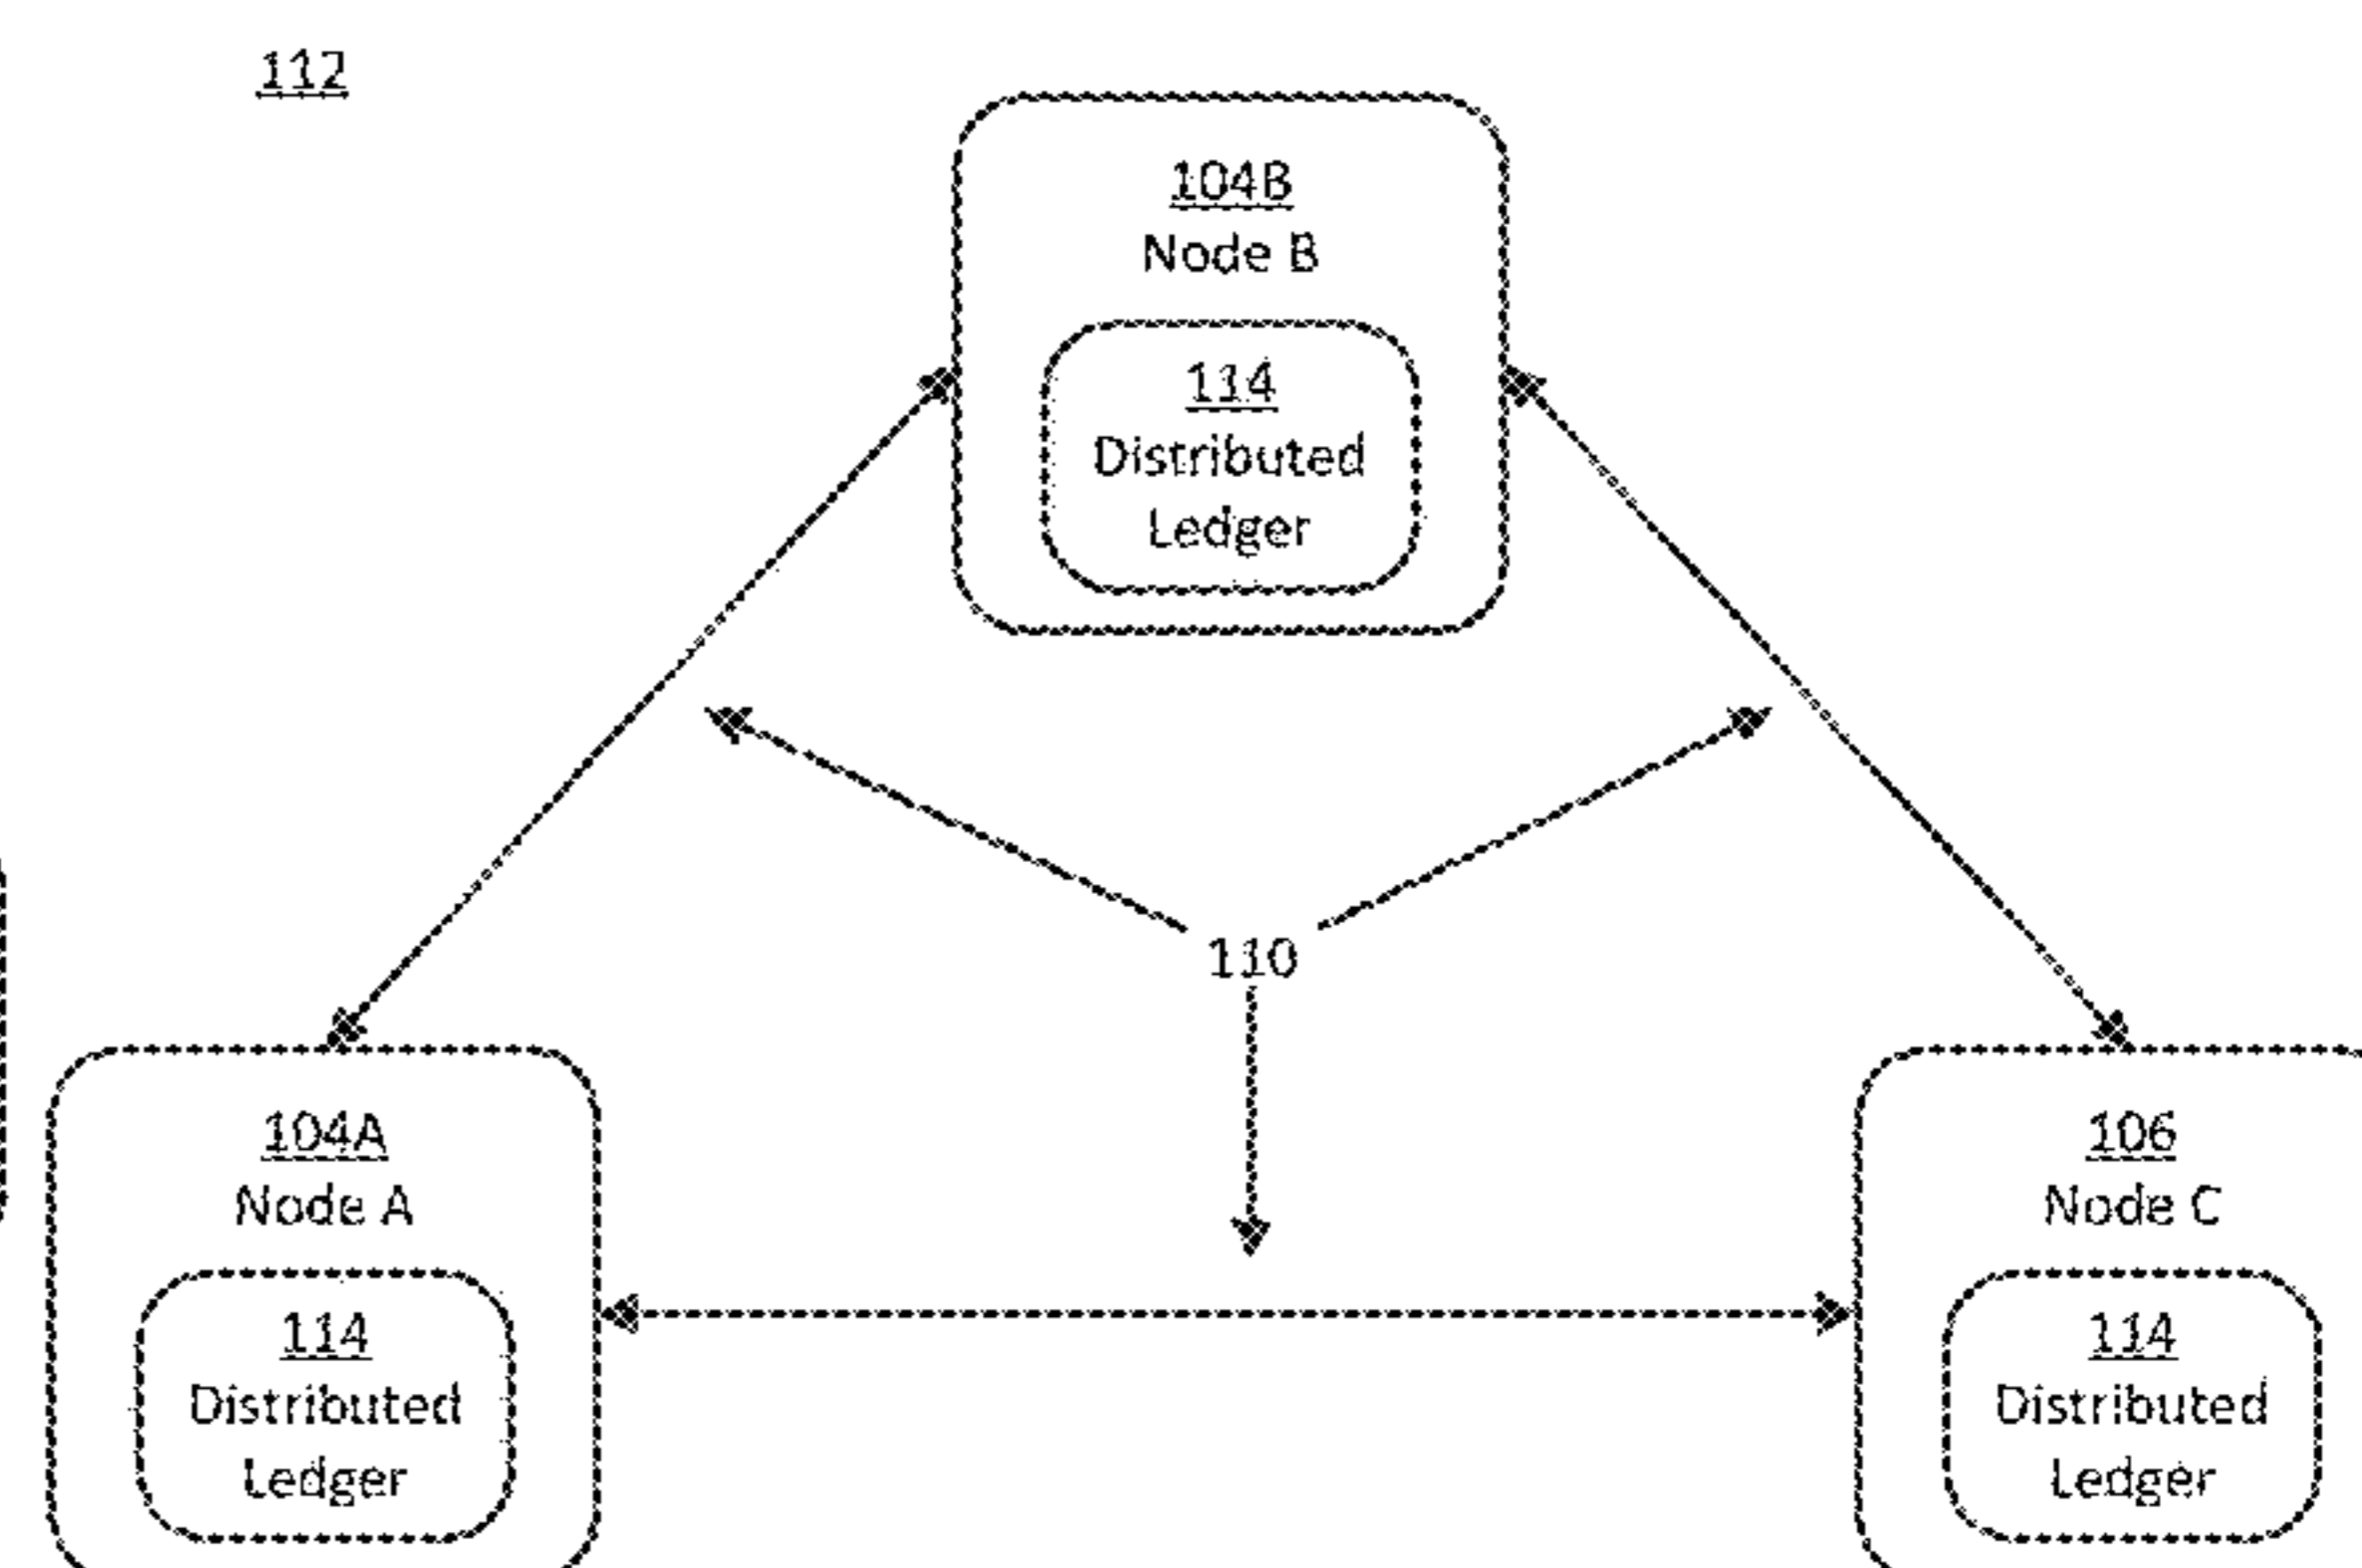 112
104B
Node B
114
Distributed
Ledger
110
104A
Node A
114
Distributed
Ledger
106
Node C
114
Distributed
Ledger